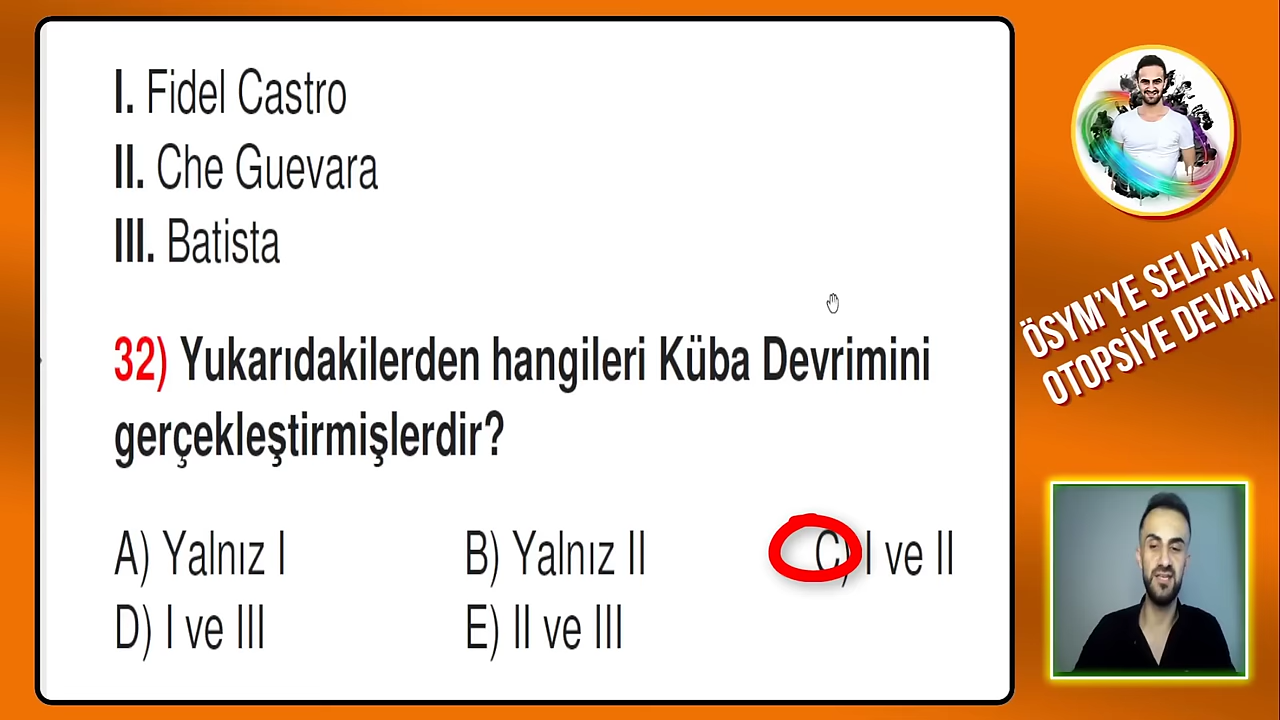 I. Fidel Castro
II. Che Guevara
III. Batista
32) Yukarıdakilerden hangileri Küba Devrimini
gerçekleştirmişlerdir?
A) Yalnız I
B) Yalnız II
C) I ve II
D) I ve III
E) II ve III
ÖSYM'YE SELAM,
OTOPSİYE DEVAM